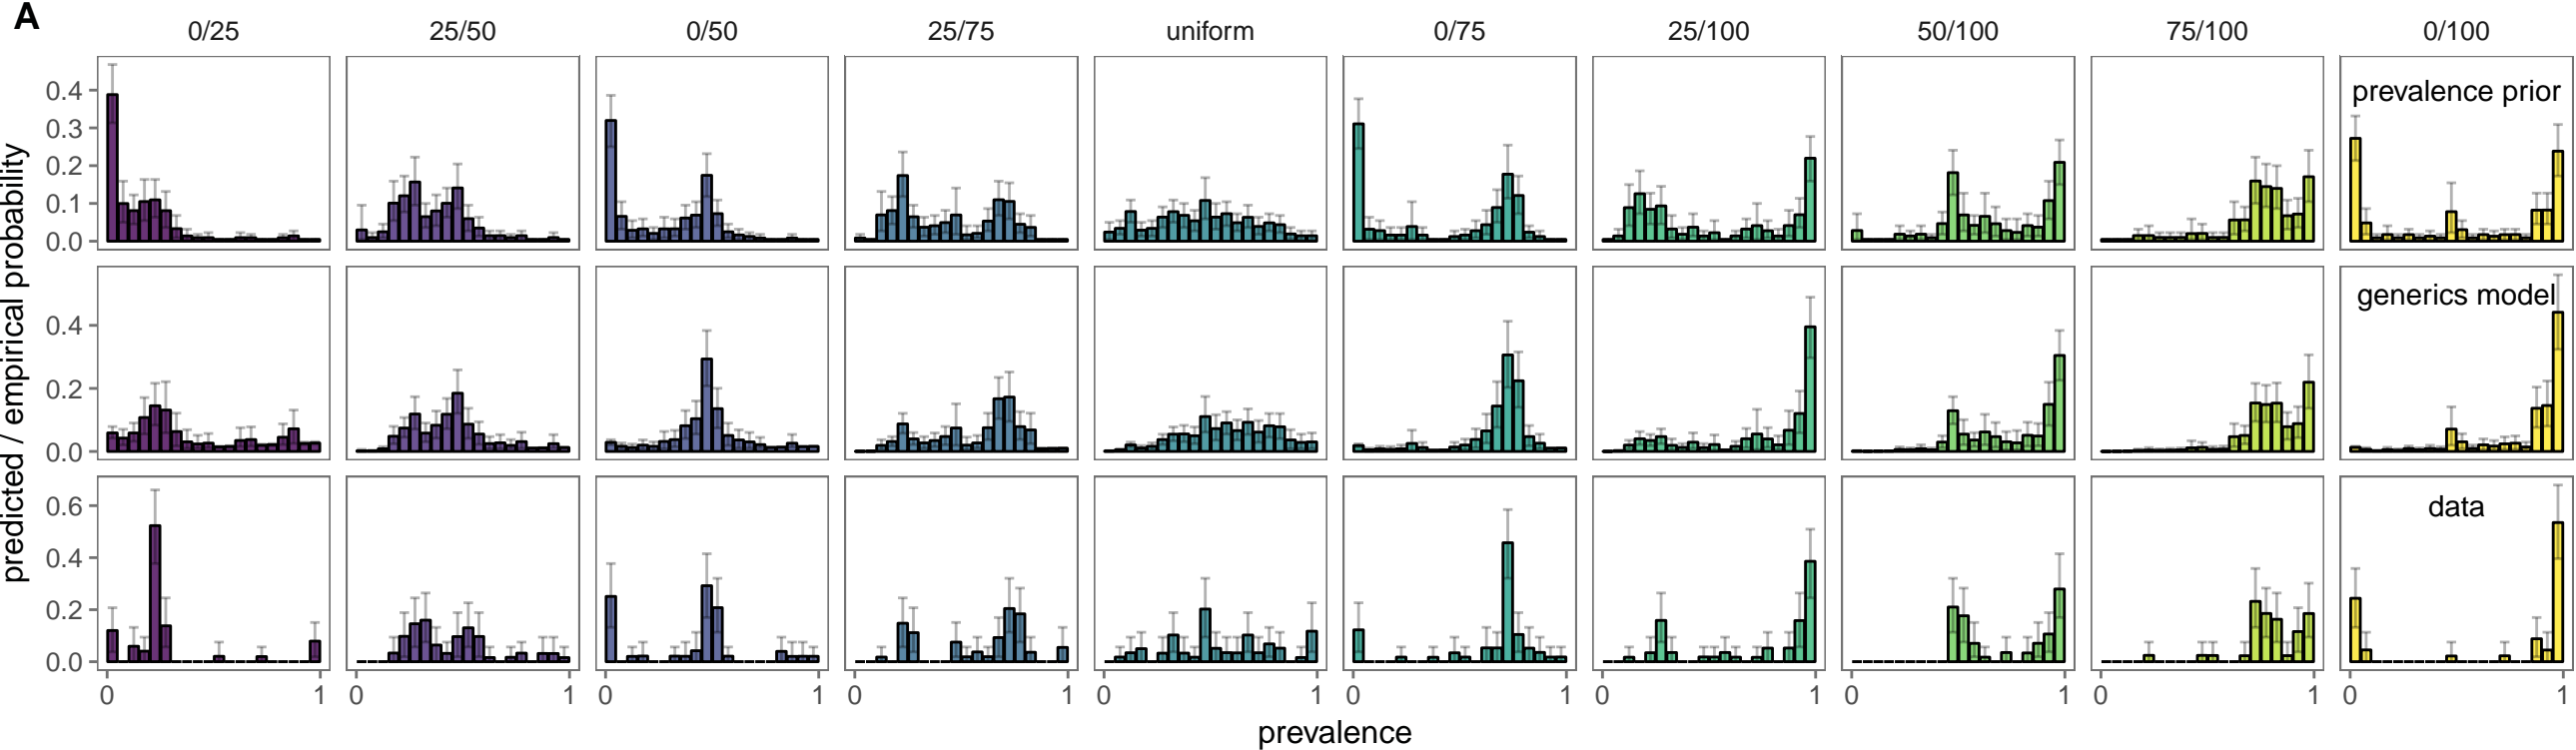 A
0/25 25/50 0/50 25/75 uniform 0/75 25/100 50/100 75/100 0/100
predicted / empirical probability
0.4
0.3
0.2
0.1
0.0
prevalence prior
0.4
0.2
0.0
generics model
0.6
0.4
0.2
0.0
data
0 1 0 1 0 1 0 1 0 1 0 1 0 1 0 1 0 1 0 1
prevalence